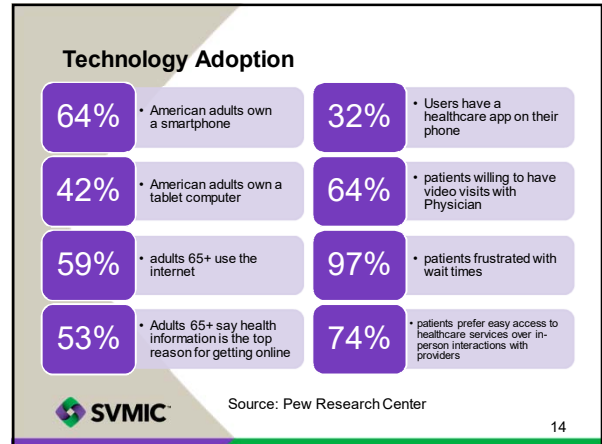 Technology Adoption
64%
• American adults own
a smartphone
32%
• Users have a
healthcare app on their
phone
42%
• American adults own a
tablet computer
64%
• patients willing to have
video visits with
Physician
59%
• adults 65+ use the
internet
97%
• patients frustrated with
wait times
53%
• Adults 65+ say health
information is the top
reason for getting online
74%
• patients prefer easy access to
healthcare services over in-
person interactions with
providers
SVMIC™
Source: Pew Research Center
14